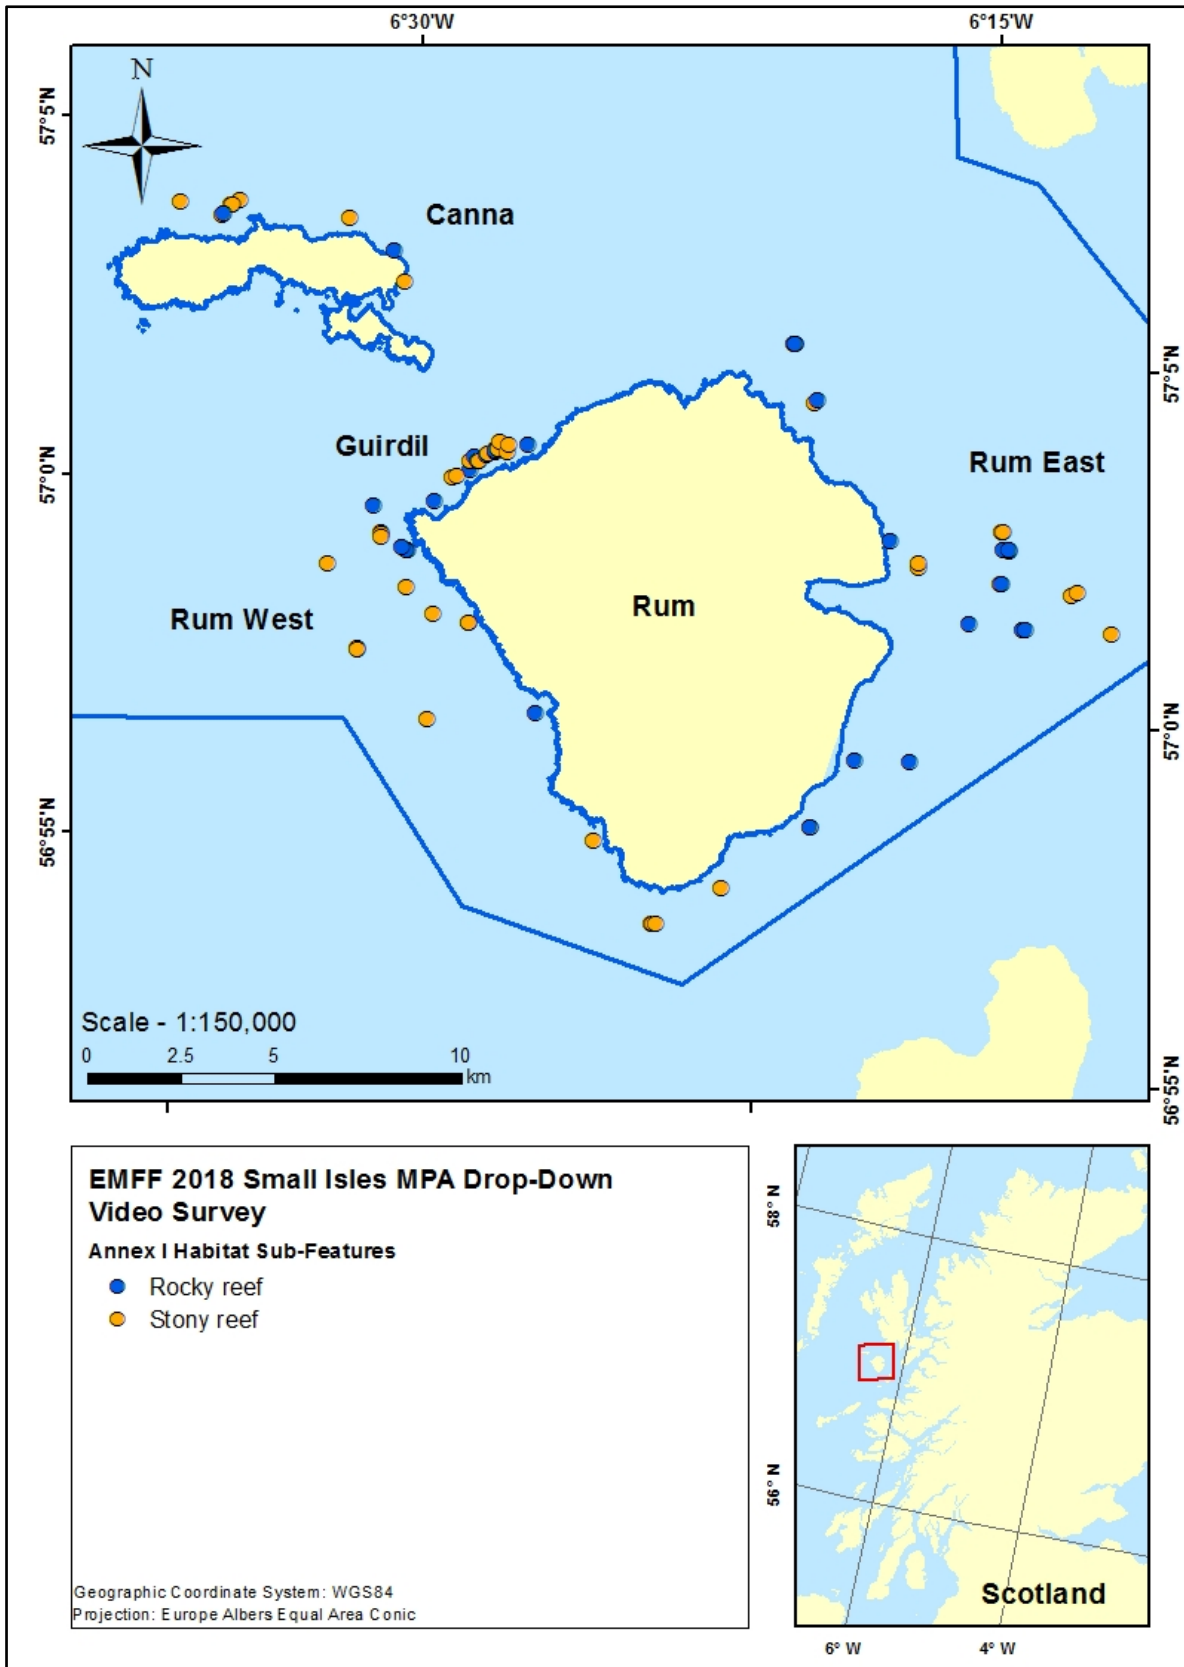 6°30'W
6°15'W
N
57°5'N
Canna
57°5'N
Guirdil
Rum East
57°0'N
Rum
Rum West
57°0'N
56°55'N
Scale - 1:150,000
0 2.5 5 10
km
56°55'N
EMFF 2018 Small Isles MPA Drop-Down
Video Survey
Annex I Habitat Sub-Features
Rocky reef
Stony reef
Geographic Coordinate System: WGS84
Projection: Europe Albers Equal Area Conic
58° N
56° N
Scotland
6° W
4° W